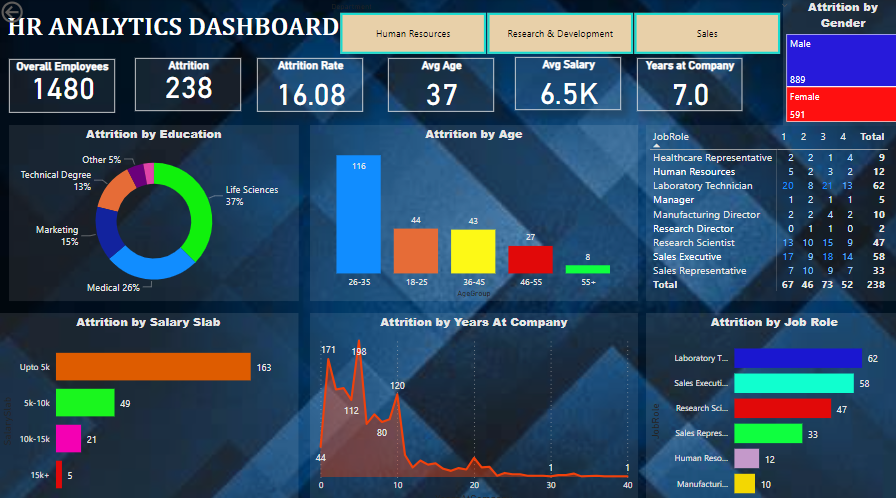 HR ANALYTICS DASHBOARD
Human Resources
Research & Development
Sales
Attrition by
Gender
Male
889
Female
591
Overall Employees
1480
Attrition
238
Attrition Rate
16.08
Avg Age
37
Avg Salary
6.5K
Years at Company
7.0
Attrition by Education
Other 5%
Technical Degree
13%
Marketing
15%
Medical 26%
Life Sciences
37%
Attrition by Age
116
44
43
27
8
26-35 18-25 36-45 46-55 55+
AgeGroup
JobRole 1 2 3 4 Total
Healthcare Representative 2 2 1 4 9
Human Resources 5 2 3 2 12
Laboratory Technician 20 8 21 13 62
Manager 1 2 1 1 5
Manufacturing Director 2 2 4 2 10
Research Director 0 1 1 0 2
Research Scientist 13 10 15 9 47
Sales Executive 17 9 18 14 58
Sales Representative 7 10 9 7 33
Total 67 46 73 52 238
Attrition by Salary Slab
Upto 5k 163
5k-10k 49
10k-15k 21
15k+ 5
Attrition by Years At Company
171
198
120
112
80
44
1
1
0 10 20 30 40
Attrition by Job Role
JobRole
Laboratory T... 62
Sales Executi... 58
Research Sci... 47
Sales Repres... 33
Human Reso... 12
Manufacturi... 10